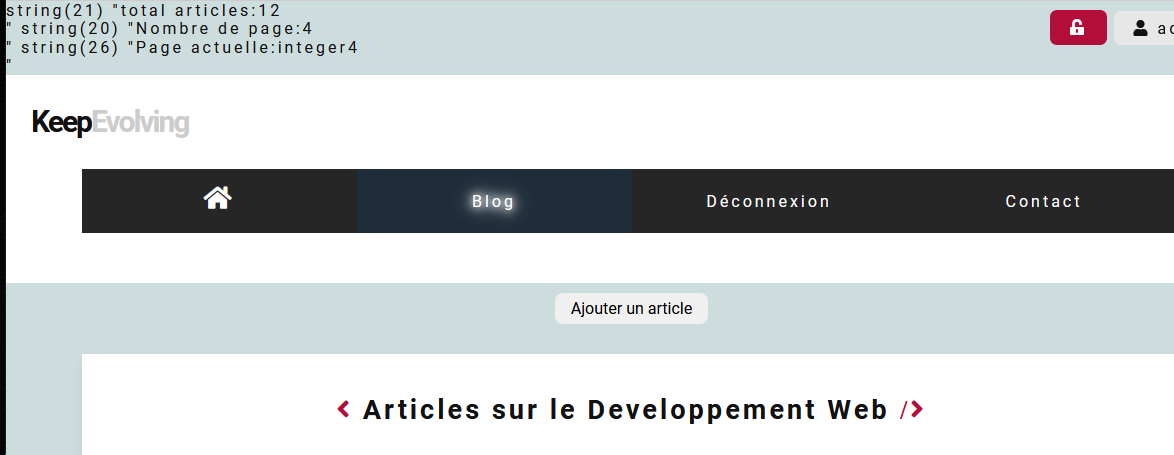 string(21) "total articles:12
" string(20) "Nombre de page:4
" string(26) "Page actuelle:integer4
"
KeepEvolving
Blog
Déconnexion
Contact
Ajouter un article
< Articles sur le Developpement Web />